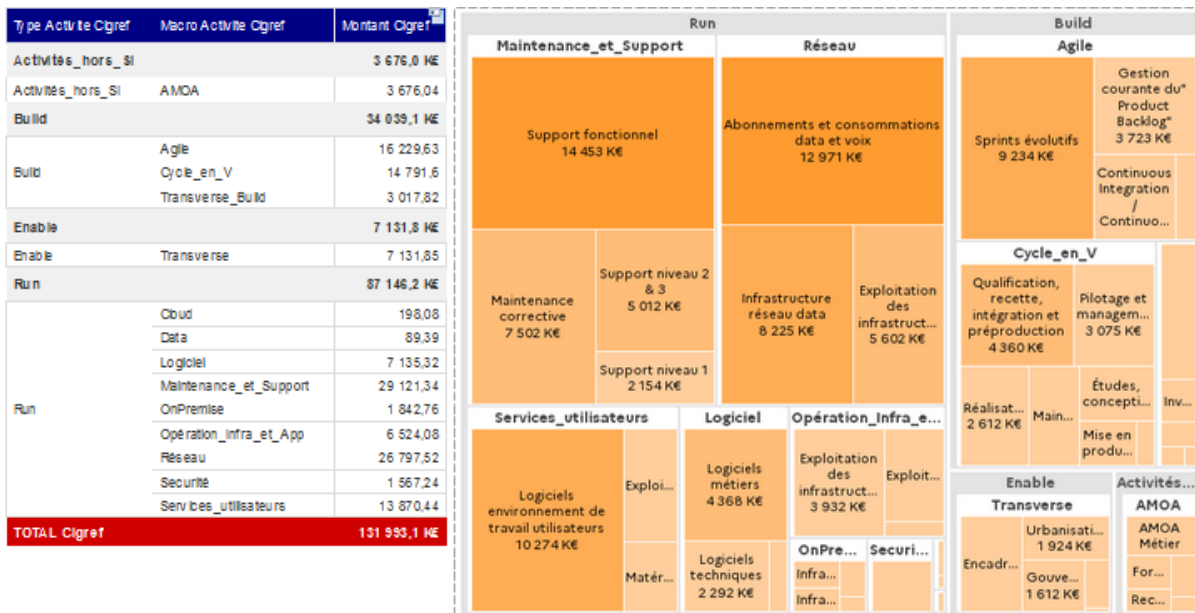 Type Activite Cigref Macro Activite Cigref Montant Cigref
Activités_hors_SI 3 676,0 K€
Activités_hors_SI AMOA 3 676,04
Build 34 039,1 K€
Agile 16 229,63
Build Cycle_en_V 14 791,6
Transverse_Build 3 017,82
Enable 7 131,8 K€
Enable Transverse 7 131,85
Run 87 146,2 K€
Cloud 198,08
Data 89,39
Logiciel 7 135,32
Maintenance_et_Support 29 121,34
Run OnPremise 1 842,76
Opération_Infra_et_App 6 524,08
Réseau 26 797,52
Securité 1 567,24
Services_utilisateurs 13 870,44
TOTAL Cigref 131 993,1 K€
Run
Maintenance_et_Support
Support fonctionnel
14 453 K€
Maintenance
corrective
7 502 K€
Support niveau 2
& 3
5 012 K€
Support niveau 1
2 154 K€
Réseau
Abonnements et consommations
data et voix
12 971 K€
Infrastructure
réseau data
8 225 K€
Exploitation
des
infrastruct...
5 602 K€
Services_utilisateurs
Logiciels
environnement de
travail utilisateurs
10 274 K€
Exploi...
Matér...
Logiciel
Logiciels
métiers
4 368 K€
Logiciels
techniques
2 292 K€
Opération_Infra_e...
Exploitation
des
infrastruct...
3 932 K€
Exploit...
OnPre...
Infra...
Infra...
Securi...
Build
Agile
Sprints évolutifs
9 234 K€
Gestion
courante du"
Product
Backlog"
3 723 K€
Continuous
Integration
/
Continuo...
Cycle_en_V
Qualification,
recette,
intégration et
préproduction
4 360 K€
Pilotage et
managem...
3 075 K€
Réalisat...
2 612 K€
Main...
Études,
concepti...
Mise en
produ...
Inv...
Enable
Transverse
Encadr...
Urbanisati...
1 924 K€
Gouve...
1 612 K€
Activités...
AMOA
AMOA
Métier
For...
Rec...